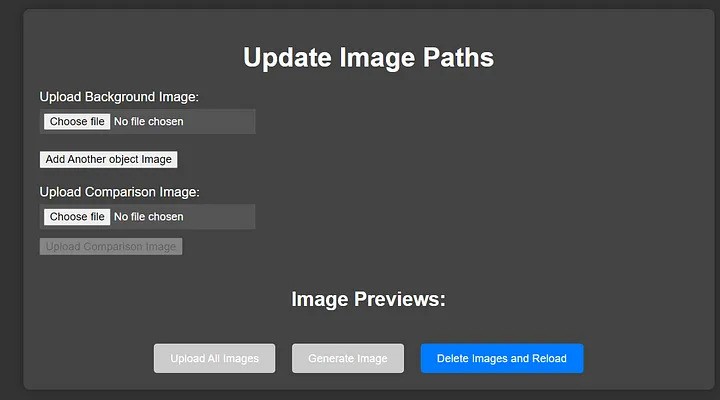 Update Image Paths
Upload Background Image:
Choose file No file chosen
Add Another object Image
Upload Comparison Image:
Choose file No file chosen
Upload Comparison Image
Image Previews:
Upload All Images Generate Image Delete Images and Reload